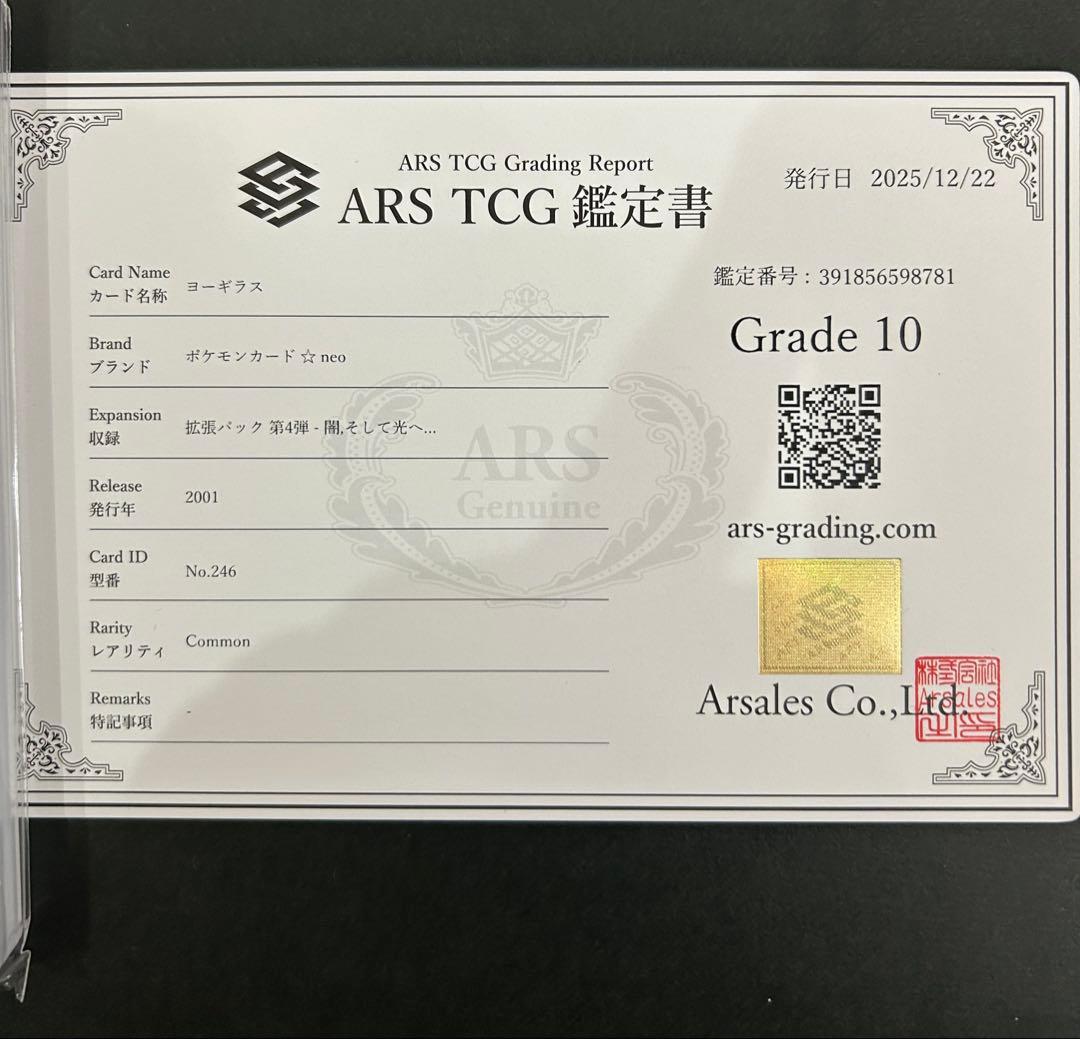 ARS TCG Grading Report
ARS TCG 鑑定書
発行日 2025/12/22
Card Name
カード名称
ヨーギラス
Brand
ブランド
ポケモンカード ☆ neo
Expansion
収録
拡張パック 第4弾 - 闇,そして光へ...
Release
発行年
2001
Card ID
型番
No.246
Rarity
レアリティ
Common
Remarks
特記事項
-
ARS
Genuine
鑑定番号 : 391856598781
Grade 10
ars-grading.com
Arsales Co.,Ltd.
株式会社
Arsales